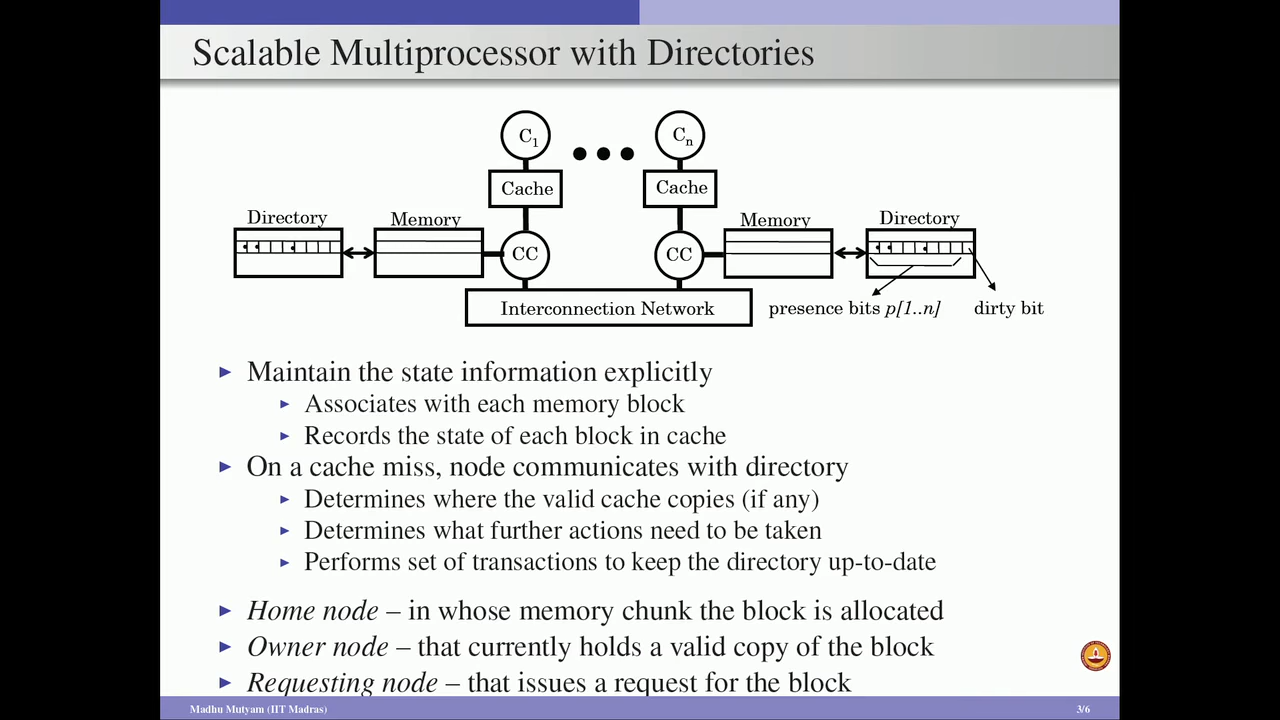 Scalable Multiprocessor with Directories
C1
Cn
Cache
Cache
Directory
Memory
Memory
Directory
CC
CC
Interconnection Network
presence bits p[1..n]
dirty bit
▶ Maintain the state information explicitly
▶ Associates with each memory block
▶ Records the state of each block in cache
▶ On a cache miss, node communicates with directory
▶ Determines where the valid cache copies (if any)
▶ Determines what further actions need to be taken
▶ Performs set of transactions to keep the directory up-to-date
▶ Home node – in whose memory chunk the block is allocated
▶ Owner node – that currently holds a valid copy of the block
▶ Requesting node – that issues a request for the block
Madhu Mutyam (IIT Madras)
3/6